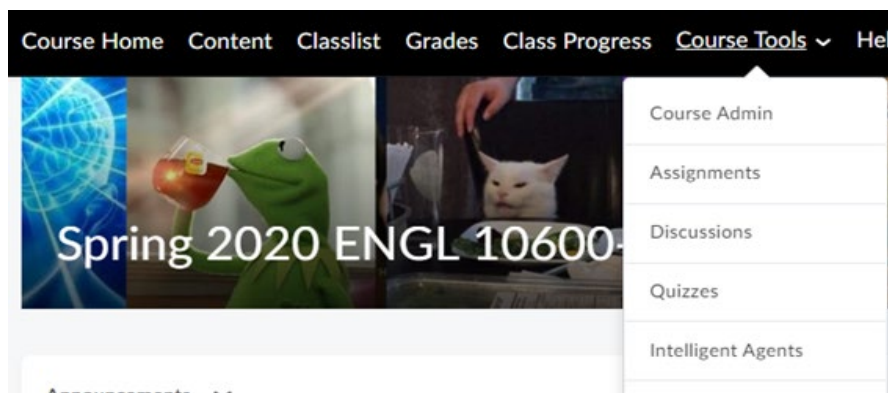 Course Home Content Classlist Grades Class Progress Course Tools
Course Admin
Assignments
Spring 2020 ENGL 10600-
Discussions
Quizzes
Intelligent Agents